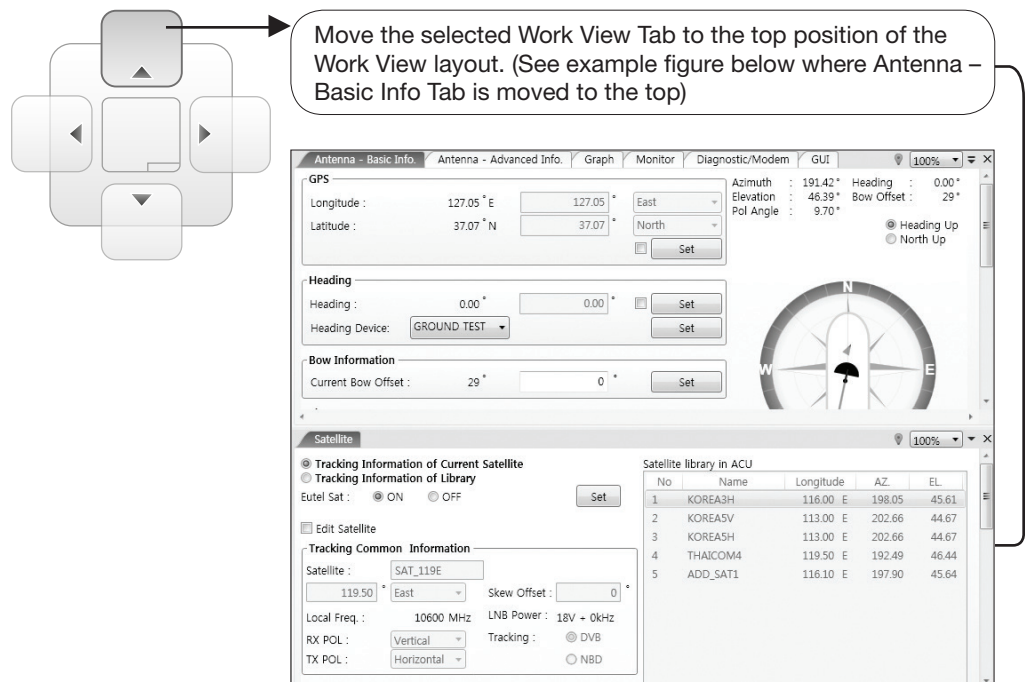 Move the selected Work View Tab to the top position of the
Work View layout. (See example figure below where Antenna –
Basic Info Tab is moved to the top)
Antenna - Basic Info. Antenna - Advanced Info. Graph Monitor Diagnostic/Modem GUI 100%
GPS
Longitude : 127.05 ° E 127.05 ° East
Latitude : 37.07 ° N 37.07 ° North
Set
Azimuth : 191.42° Heading : 0.00°
Elevation : 46.39° Bow Offset : 29°
Pol Angle : 9.70°
Heading Up
North Up
Heading
Heading : 0.00 ° 0.00 ° Set
Heading Device: GROUND TEST Set
Bow Information
Current Bow Offset : 29 ° 0 ° Set
N
W E
Satellite 100%
Tracking Information of Current Satellite
Tracking Information of Library
Eutel Sat : ON OFF Set
Edit Satellite
Tracking Common Information
Satellite : SAT_119E
119.50 ° East Skew Offset : 0 °
Local Freq. : 10600 MHz LNB Power : 18V + 0kHz
RX POL : Vertical Tracking : DVB
TX POL : Horizontal NBD
Satellite library in ACU
No Name Longitude AZ. EL.
1 KOREA3H 116.00 E 198.05 45.61
2 KOREA5V 113.00 E 202.66 44.67
3 KOREA5H 113.00 E 202.66 44.67
4 THAICOM4 119.50 E 192.49 46.44
5 ADD_SAT1 116.10 E 197.90 45.64